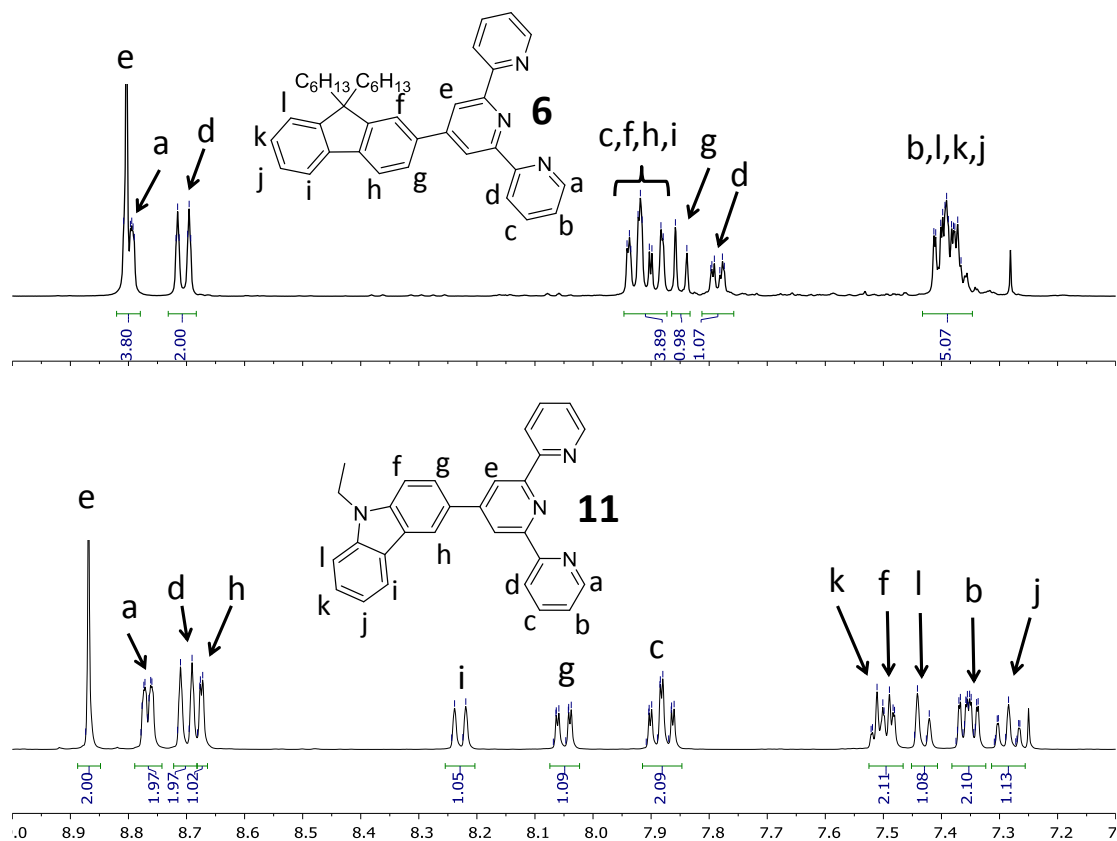 e
a
d
C6H13 C6H13
l
f
e
N
N
6
k
j
i
h
g
N
d
a
c
b
c,f,h,i
g
d
b,l,k,j
3.80
2.00
3.89
0.98
1.07
5.07
e
a
d
h
N
f
g
e
N
N
11
l
k
j
i
h
N
d
a
c
b
i
g
c
k
f
l
b
j
2.00
1.97
1.97
1.02
1.05
1.09
2.09
2.11
1.08
2.10
1.13
.0 8.9 8.8 8.7 8.6 8.5 8.4 8.3 8.2 8.1 8.0 7.9 7.8 7.7 7.6 7.5 7.4 7.3 7.2 7